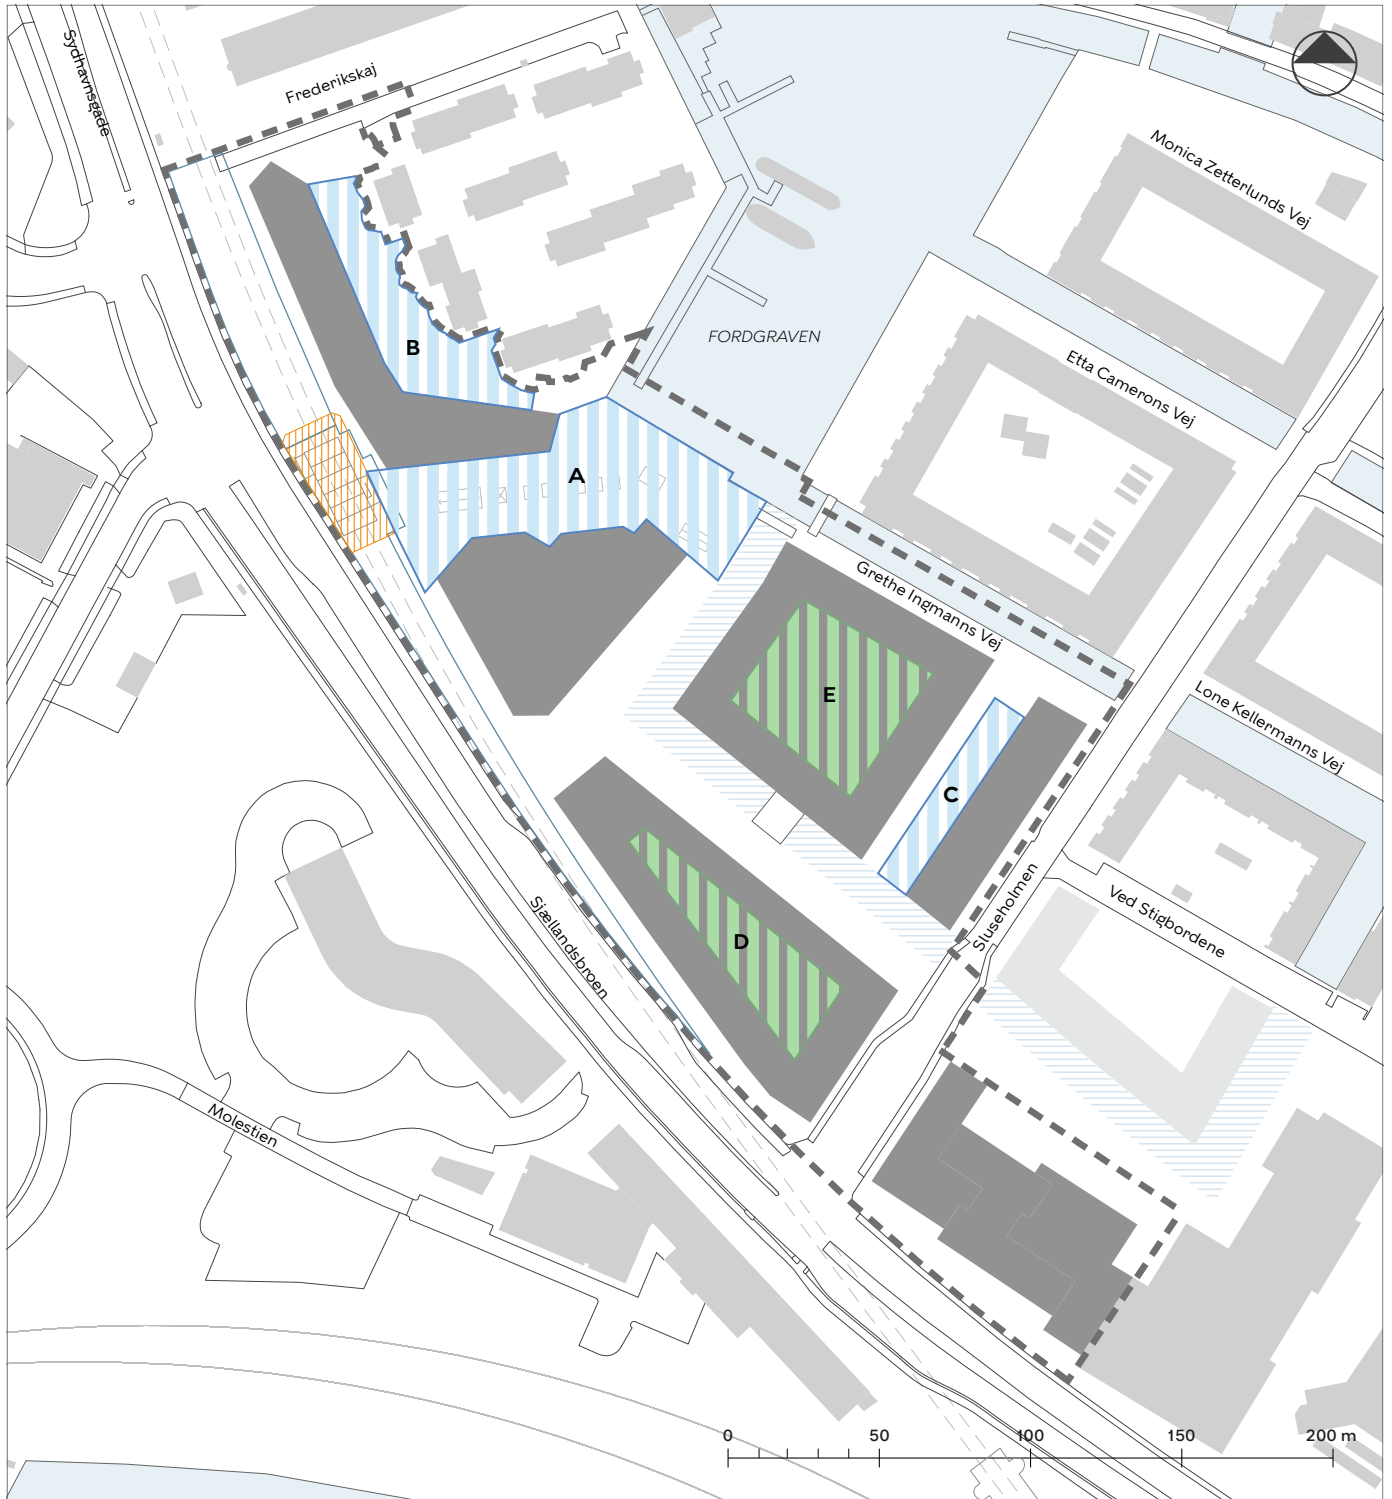 Sydhavnsgade
Frederikskaj
Monica Zetterlunds Vej
FORDGRAVEN
B
Etta Camerons Vej
A
Grethe Ingmanns Vej
E
Lone Kellermanns Vej
C
Ved Stigbordene
Sluseholmen
D
Sjællandsbroen
Molestien
0 50 100 150 200 m